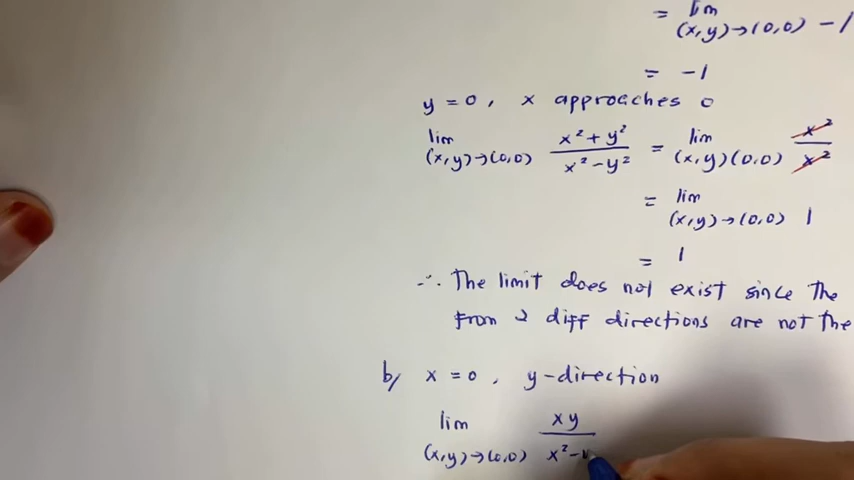 = lim
(x,y)→(0,0) -1
= -1
y = 0, x approaches 0
lim (x,y)→(0,0) x²+y² / x²-y² = lim (x,y)(0,0) x² / x²
= lim (x,y)→(0,0) 1
= 1
∴ The limit does not exist since the
from 2 diff directions are not the
b/ x = 0, y-direction
lim (x,y)→(0,0) xy / x²-